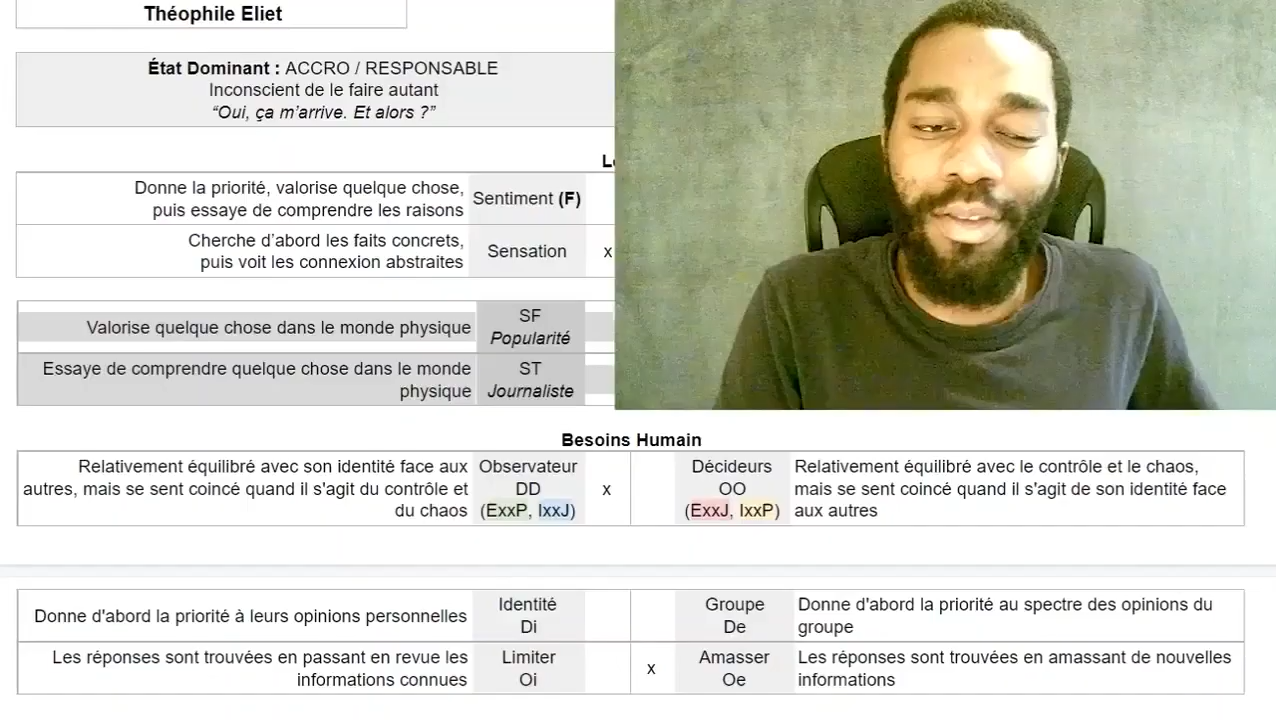 Théophile Eliet
État Dominant : ACCRO / RESPONSABLE
Inconscient de le faire autant
“Oui, ça m’arrive. Et alors ?”
Donne la priorité, valorise quelque chose,
puis essaye de comprendre les raisons
Sentiment (F)
Cherche d’abord les faits concrets,
puis voit les connexion abstraites
Sensation
x
Valorise quelque chose dans le monde physique
SF
Popularité
Essaye de comprendre quelque chose dans le monde
physique
ST
Journaliste
Besoins Humain
Relativement équilibré avec son identité face aux
autres, mais se sent coincé quand il s'agit du contrôle et
du chaos
Observateur
DD
(ExxP, IxxJ)
x
Décideurs
OO
(ExxJ, IxxP)
Relativement équilibré avec le contrôle et le chaos,
mais se sent coincé quand il s'agit de son identité face
aux autres
Donne d'abord la priorité à leurs opinions personnelles
Identité
Di
Groupe
De
Donne d'abord la priorité au spectre des opinions du
groupe
Les réponses sont trouvées en passant en revue les
informations connues
Limiter
Oi
x
Amasser
Oe
Les réponses sont trouvées en amassant de nouvelles
informations